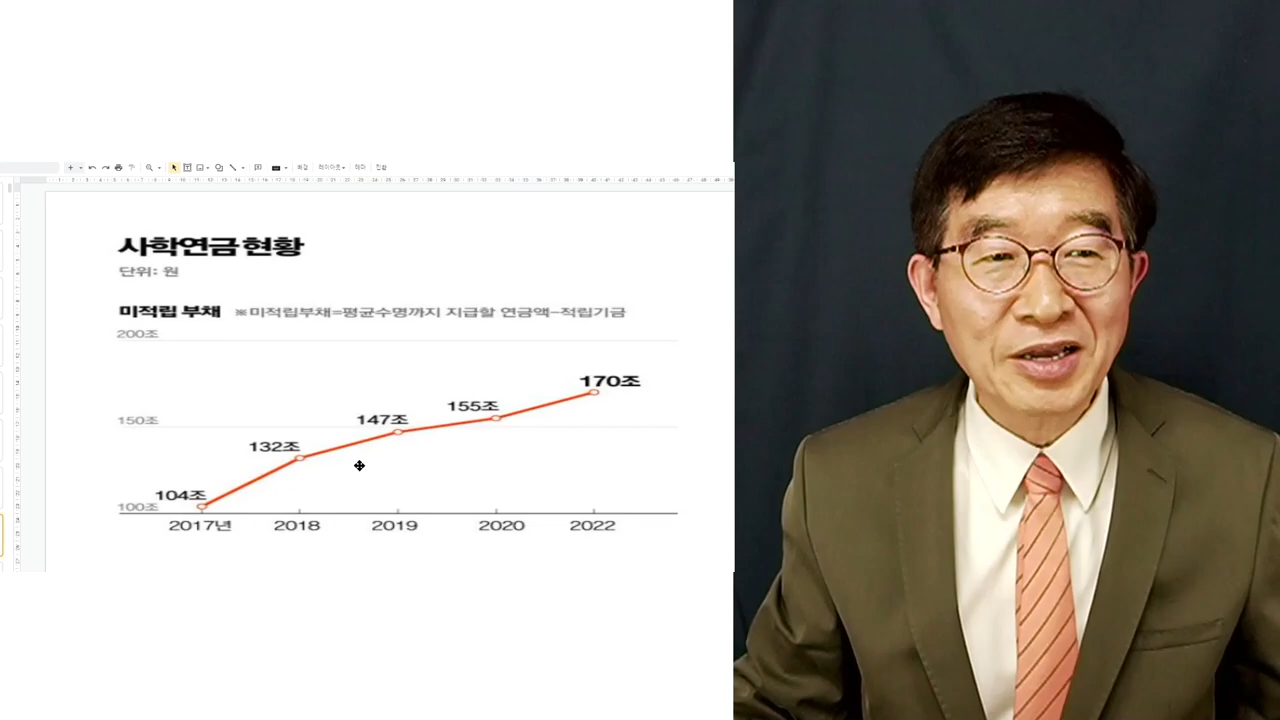 사학연금 현황
단위: 원
미적립 부채 ※미적립부채=평균수명까지 지급할 연금액-적립기금
200조
170조
155조
150조
147조
132조
104조
100조
2017년 2018 2019 2020 2022